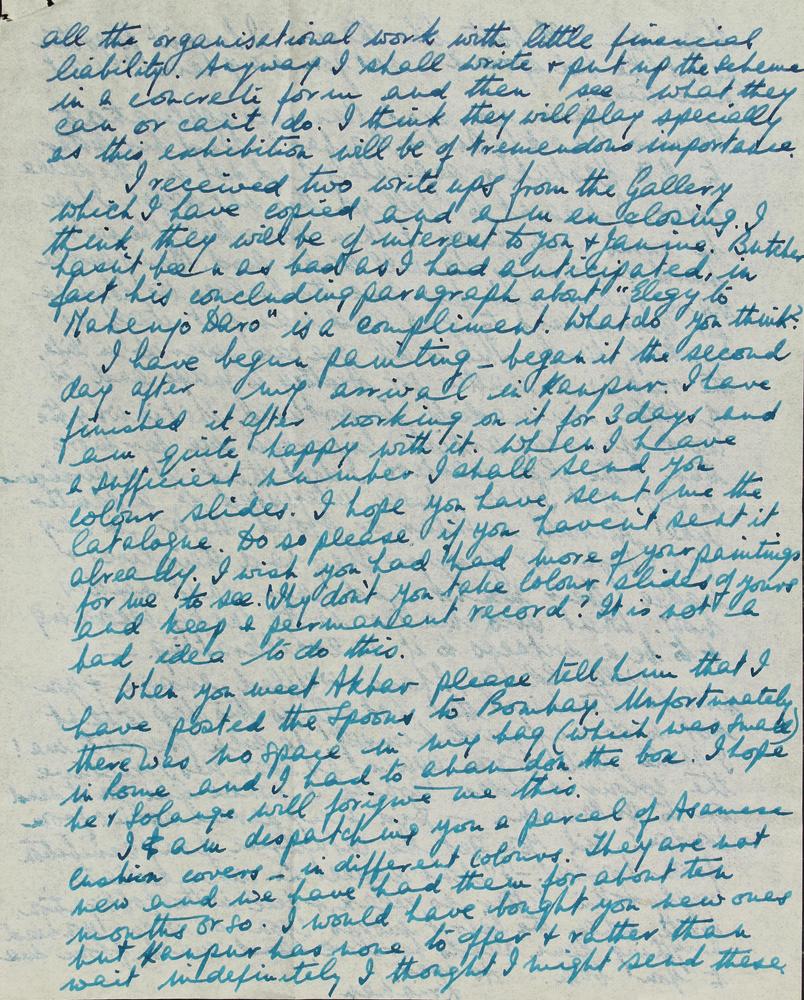 all the organisational work with little financial
liability. Anyway I shall write & put up the scheme
in a concrete form and then see what they
can or can't do. I think they will play specially
as this exhibition will be of tremendous importance.
I received two write ups from the Gallery
which I have copied and am enclosing. I
think they will be of interest to you & Janine. Butcher
hasn't been as bad as I had anticipated, in
fact his concluding paragraph about "Elegy to
Mahenjo Daro" is a compliment. What do you think?
I have begun painting - began it the second
day after my arrival in Kanpur. I have
finished it after working on it for 3 days and
am quite happy with it. When I have
a sufficient number I shall send you
colour slides. I hope you have sent me the
catalogue. Do so please if you haven't sent it
already. I wish you had had more of your paintings
for me to see. Why don't you take colour slides of yours
and keep a permanent record? It is not a
bad idea to do this.
When you meet Akbar please tell him that I
have posted the spoons to Bombay. Unfortunately
there was no space in my bag (which was small)
in Rome and I had to abandon the box. I hope
he & Solange will forigive me this.
I am dispatching you a parcel of Asamese
cushion covers - in different colours. They are not
new and we have had them for about ten
months or so. I would have bought you new ones
but Kanpur has none to offer & rather than
wait indefinitely I thought I might send these.